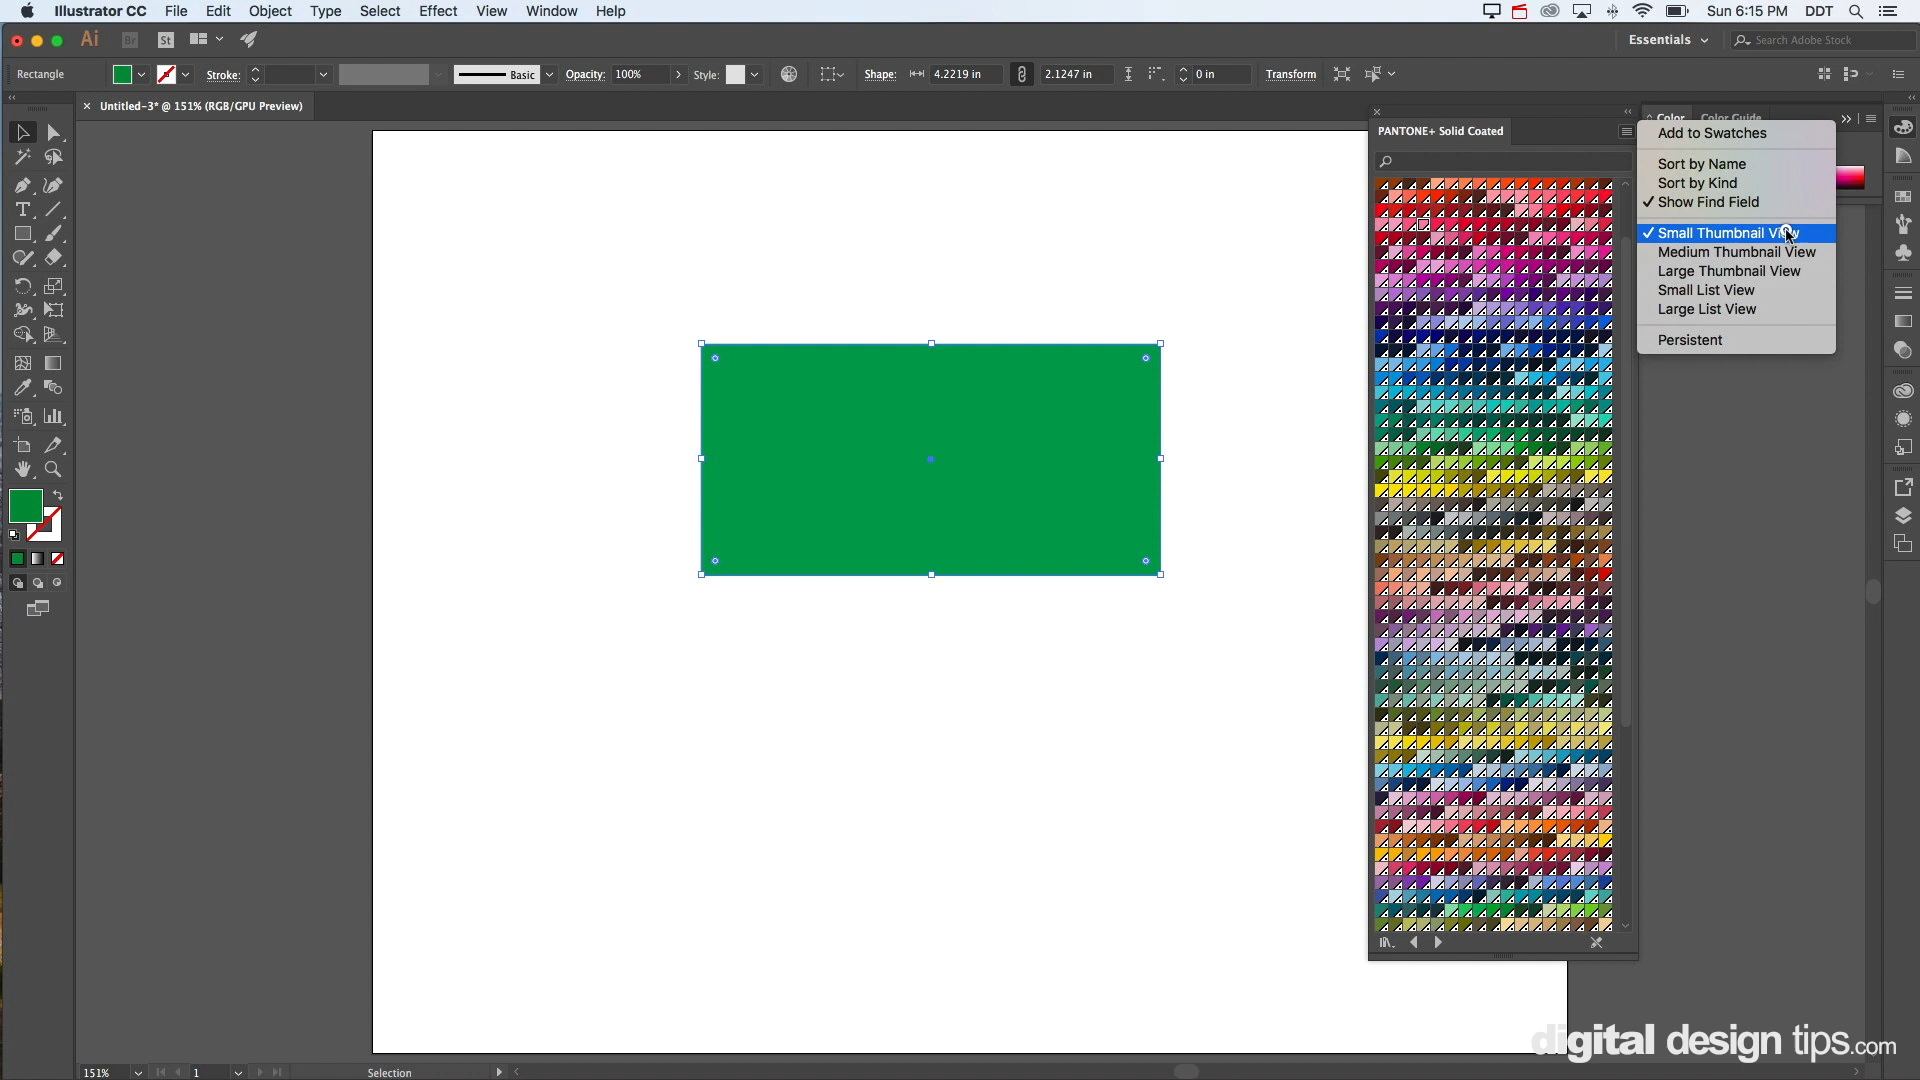 Illustrator CC File Edit Object Type Select Effect View Window Help
Sun 6:15 PM DDT
Ai Br St
Essentials
Search Adobe Stock
Rectangle
Stroke:
Basic
Opacity: 100%
Style:
Shape: 4.2219 in
2.1247 in
0 in
Transform
× Untitled-3* @ 151% (RGB/GPU Preview)
PANTONE+ Solid Coated
Color Color Guide
Add to Swatches
Sort by Name
Sort by Kind
✓ Show Find Field
✓ Small Thumbnail View
Medium Thumbnail View
Large Thumbnail View
Small List View
Large List View
Persistent
151%
1
Selection
digital design tips.com